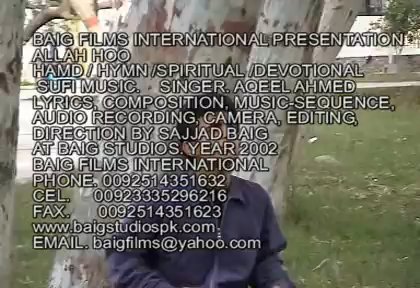 BAIG FILMS INTERNATIONAL PRESENTATION
ALLAH HOO
HAMD / HYMN /SPIRITUAL /DEVOTIONAL
SUFI MUSIC. SINGER. AQEEL AHMED
LYRICS, COMPOSITION, MUSIC-SEQUENCE,
AUDIO RECORDING, CAMERA, EDITING,
DIRECTION BY SAJJAD BAIG
AT BAIG STUDIOS. YEAR 2002
BAIG FILMS INTERNATIONAL
PHONE. 0092514351632
CEL. 00923335296216
FAX. 0092514351623
www.baigstudiospk.com
EMAIL. baigfilms@yahoo.com